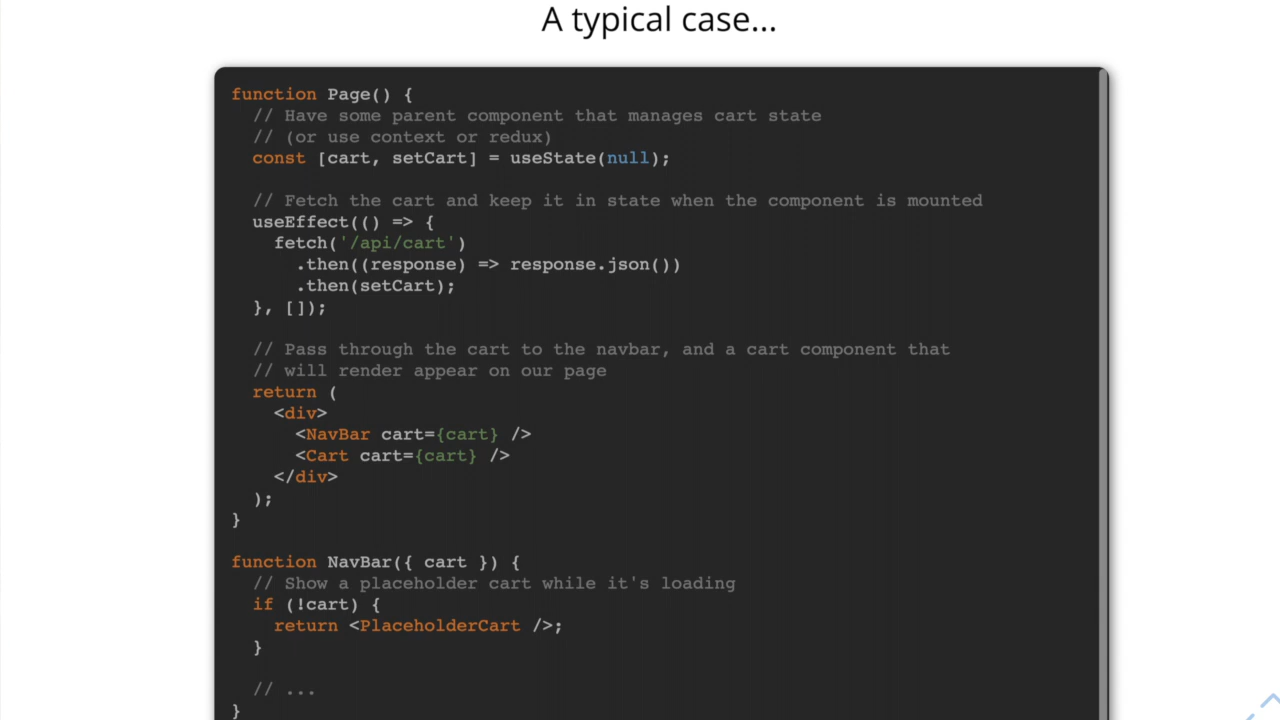 A typical case...
function Page() {
  // Have some parent component that manages cart state
  // (or use context or redux)
  const [cart, setCart] = useState(null);

  // Fetch the cart and keep it in state when the component is mounted
  useEffect(() => {
    fetch('/api/cart')
      .then((response) => response.json())
      .then(setCart);
  }, []);

  // Pass through the cart to the navbar, and a cart component that
  // will render appear on our page
  return (
    <div>
      <NavBar cart={cart} />
      <Cart cart={cart} />
    </div>
  );
}

function NavBar({ cart }) {
  // Show a placeholder cart while it's loading
  if (!cart) {
    return <PlaceholderCart />;
  }

  // ...
}